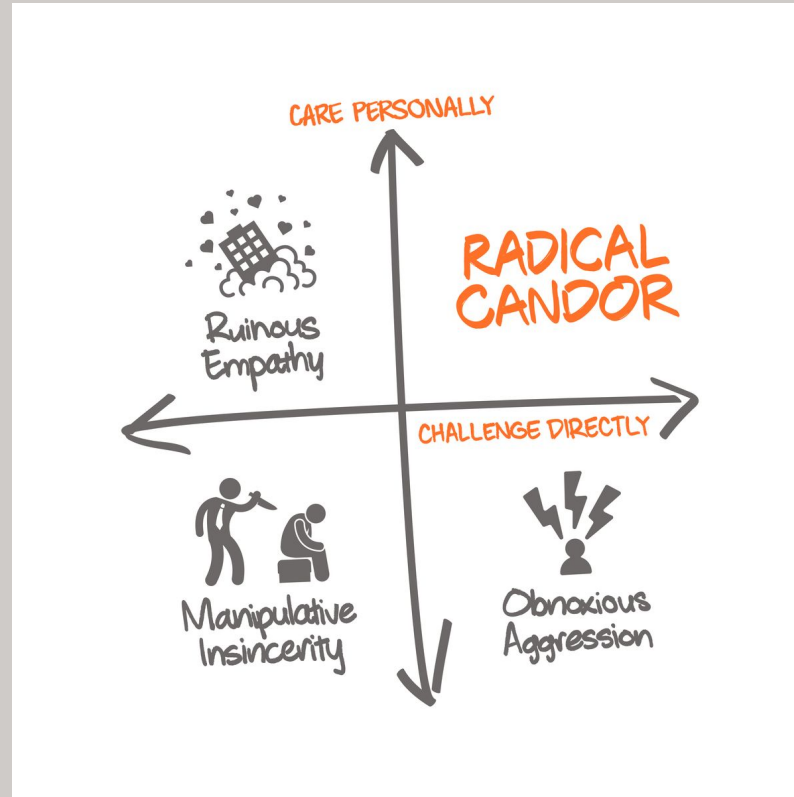 CARE PERSONALLY
RADICAL
CANDOR
Ruinous
Empathy
CHALLENGE DIRECTLY
Manipulative
Insincerity
Obnoxious
Aggression